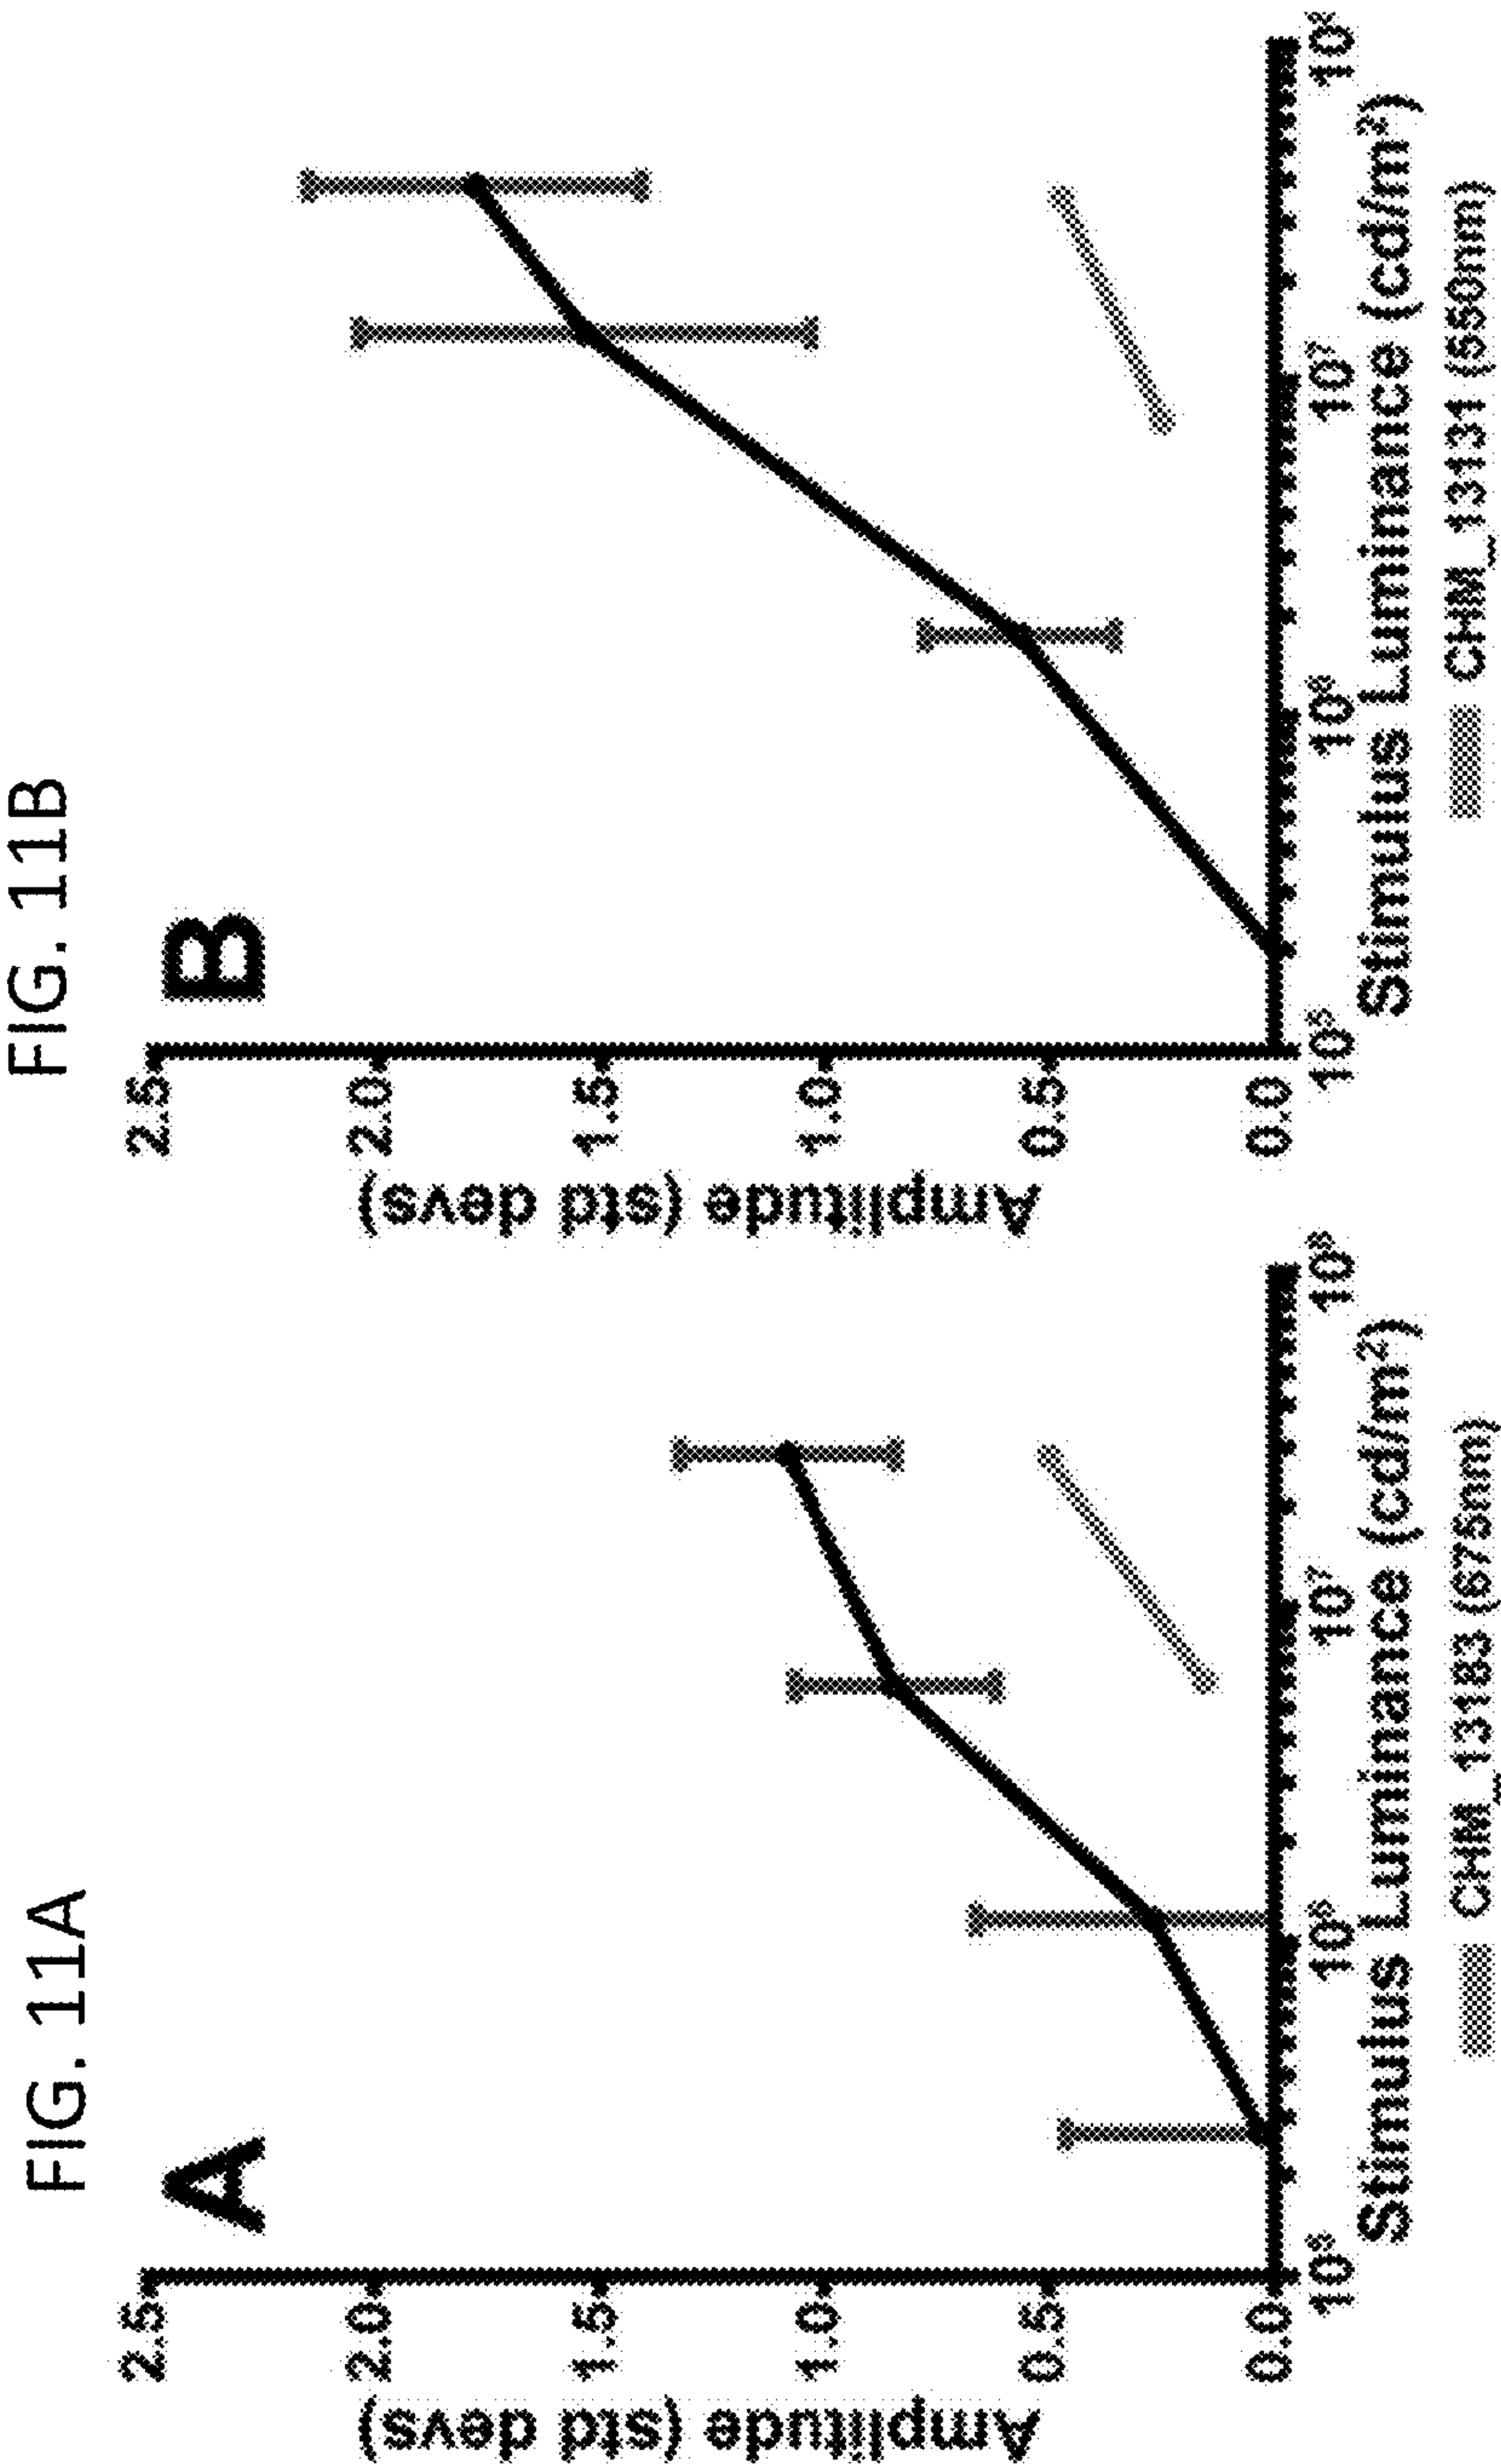 FIG. 11A
A
Amplitude (std devs)
2.5
2.0
1.5
1.0
0.5
0.0
10⁵
10⁶
10⁷
10⁸
Stimulus Luminance (cd/m²)
CHM_13183 (675nm)
FIG. 11B
B
Amplitude (std devs)
2.5
2.0
1.5
1.0
0.5
0.0
10⁵
10⁶
10⁷
10⁸
Stimulus Luminance (cd/m²)
CHM_13131 (550nm)